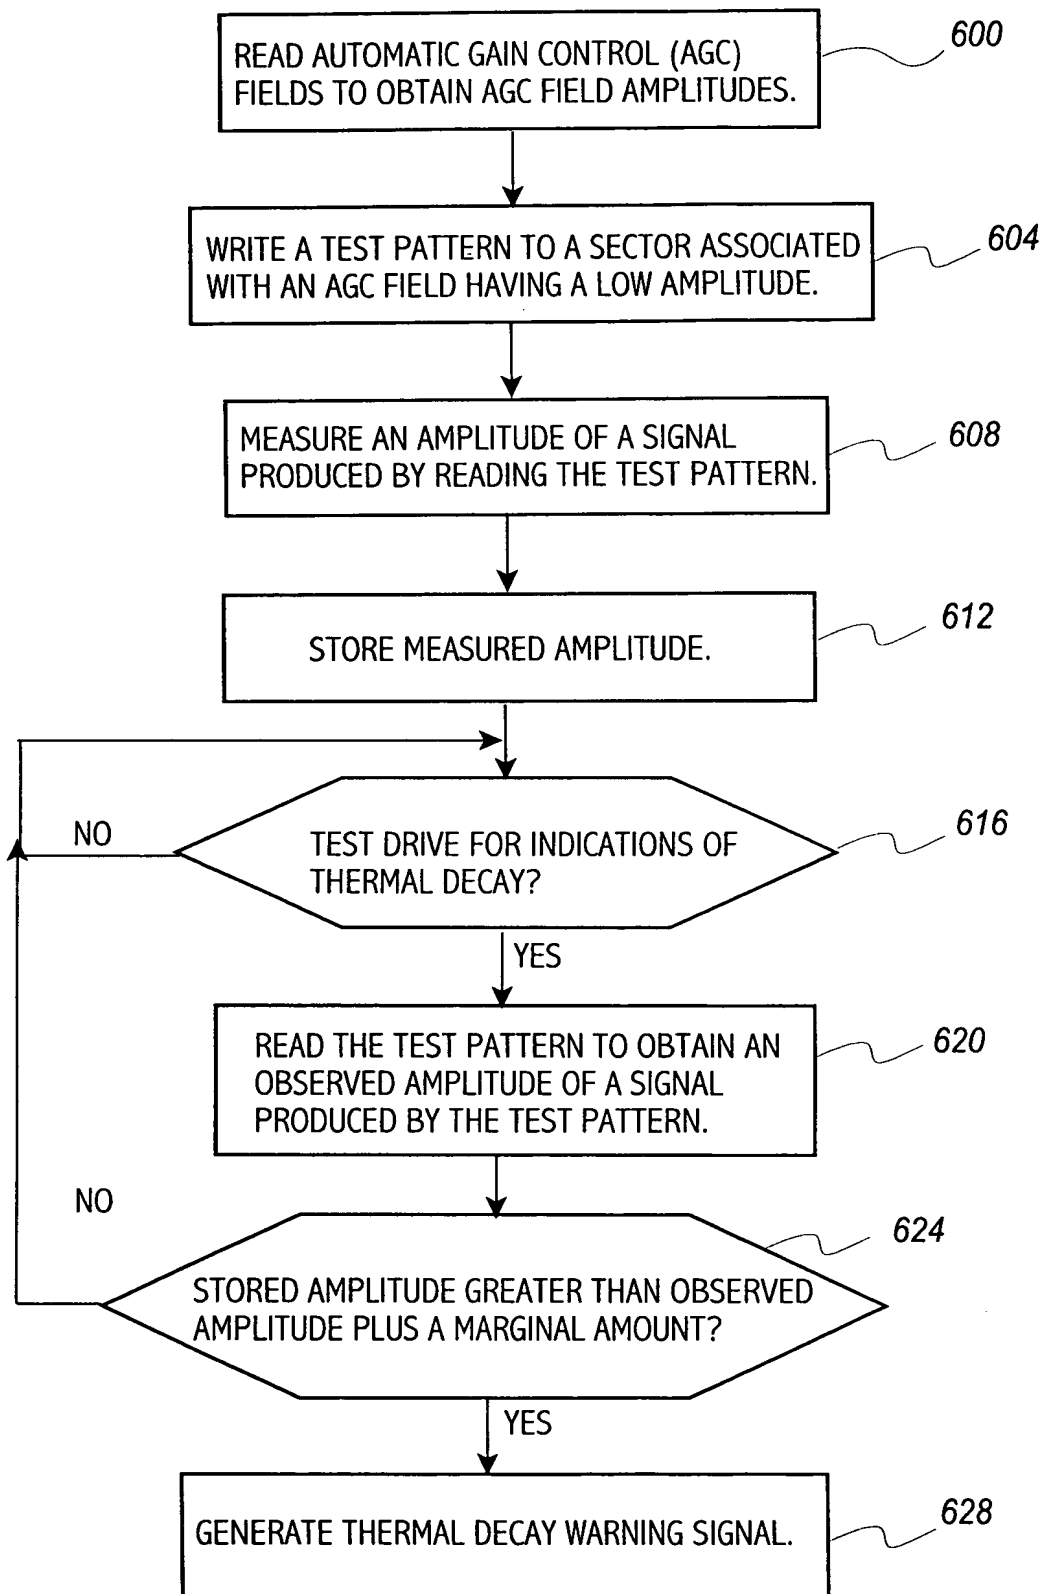 READ AUTOMATIC GAIN CONTROL (AGC)
FIELDS TO OBTAIN AGC FIELD AMPLITUDES.
600
WRITE A TEST PATTERN TO A SECTOR ASSOCIATED
WITH AN AGC FIELD HAVING A LOW AMPLITUDE.
604
MEASURE AN AMPLITUDE OF A SIGNAL
PRODUCED BY READING THE TEST PATTERN.
608
STORE MEASURED AMPLITUDE.
612
NO
TEST DRIVE FOR INDICATIONS OF
THERMAL DECAY?
616
YES
READ THE TEST PATTERN TO OBTAIN AN
OBSERVED AMPLITUDE OF A SIGNAL
PRODUCED BY THE TEST PATTERN.
620
NO
STORED AMPLITUDE GREATER THAN OBSERVED
AMPLITUDE PLUS A MARGINAL AMOUNT?
624
YES
GENERATE THERMAL DECAY WARNING SIGNAL.
628